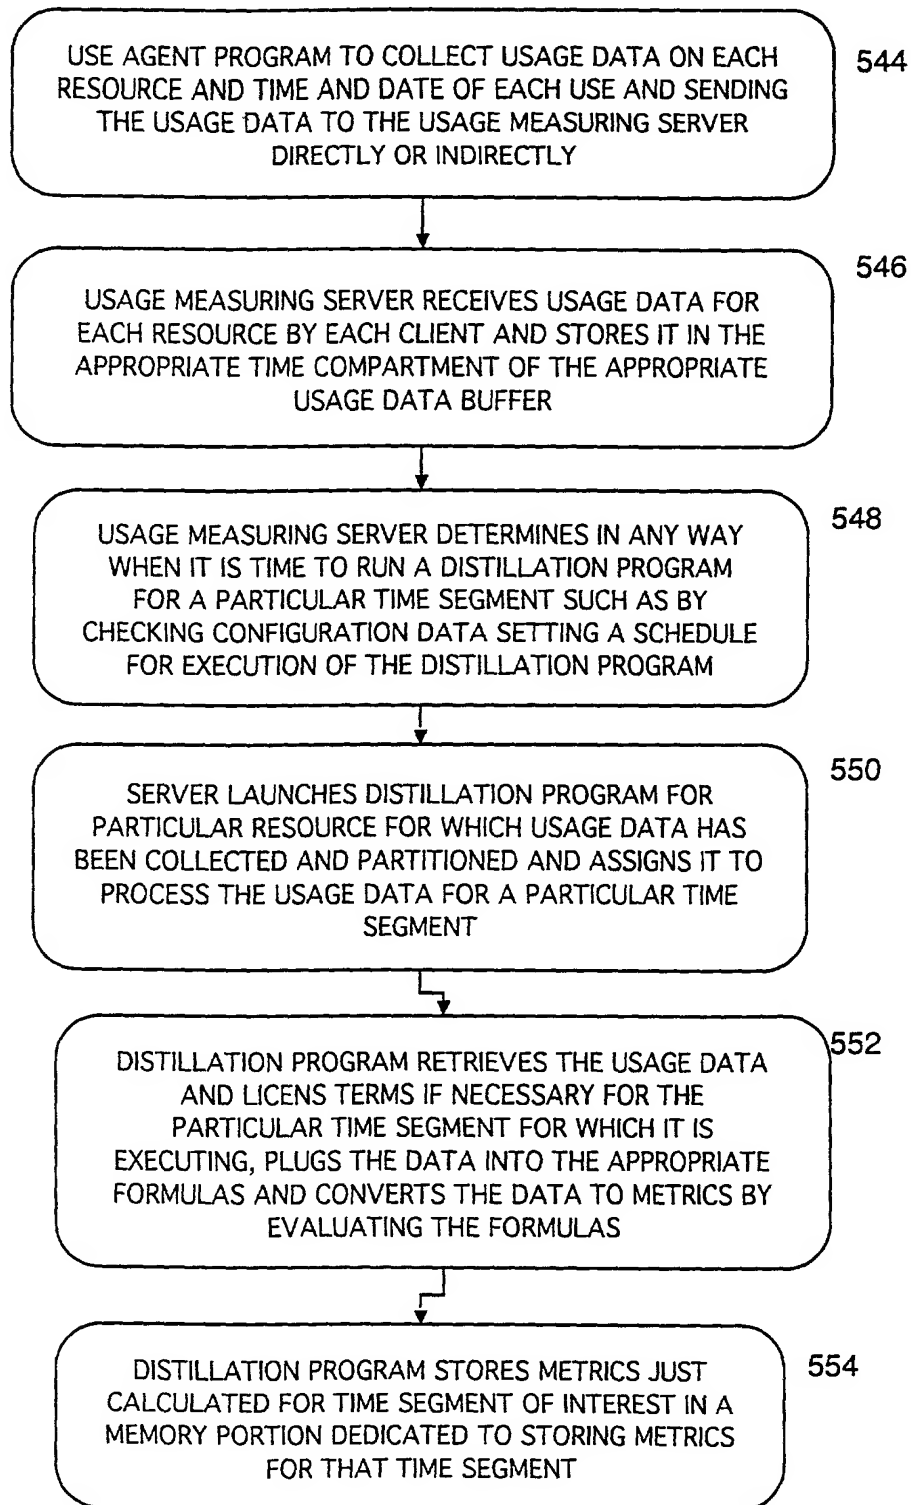 USE AGENT PROGRAM TO COLLECT USAGE DATA ON EACH
RESOURCE AND TIME AND DATE OF EACH USE AND SENDING
THE USAGE DATA TO THE USAGE MEASURING SERVER
DIRECTLY OR INDIRECTLY
544
USAGE MEASURING SERVER RECEIVES USAGE DATA FOR
EACH RESOURCE BY EACH CLIENT AND STORES IT IN THE
APPROPRIATE TIME COMPARTMENT OF THE APPROPRIATE
USAGE DATA BUFFER
546
USAGE MEASURING SERVER DETERMINES IN ANY WAY
WHEN IT IS TIME TO RUN A DISTILLATION PROGRAM
FOR A PARTICULAR TIME SEGMENT SUCH AS BY
CHECKING CONFIGURATION DATA SETTING A SCHEDULE
FOR EXECUTION OF THE DISTILLATION PROGRAM
548
SERVER LAUNCHES DISTILLATION PROGRAM FOR
PARTICULAR RESOURCE FOR WHICH USAGE DATA HAS
BEEN COLLECTED AND PARTITIONED AND ASSIGNS IT TO
PROCESS THE USAGE DATA FOR A PARTICULAR TIME
SEGMENT
550
DISTILLATION PROGRAM RETRIEVES THE USAGE DATA
AND LICENS TERMS IF NECESSARY FOR THE
PARTICULAR TIME SEGMENT FOR WHICH IT IS
EXECUTING, PLUGS THE DATA INTO THE APPROPRIATE
FORMULAS AND CONVERTS THE DATA TO METRICS BY
EVALUATING THE FORMULAS
552
DISTILLATION PROGRAM STORES METRICS JUST
CALCULATED FOR TIME SEGMENT OF INTEREST IN A
MEMORY PORTION DEDICATED TO STORING METRICS
FOR THAT TIME SEGMENT
554